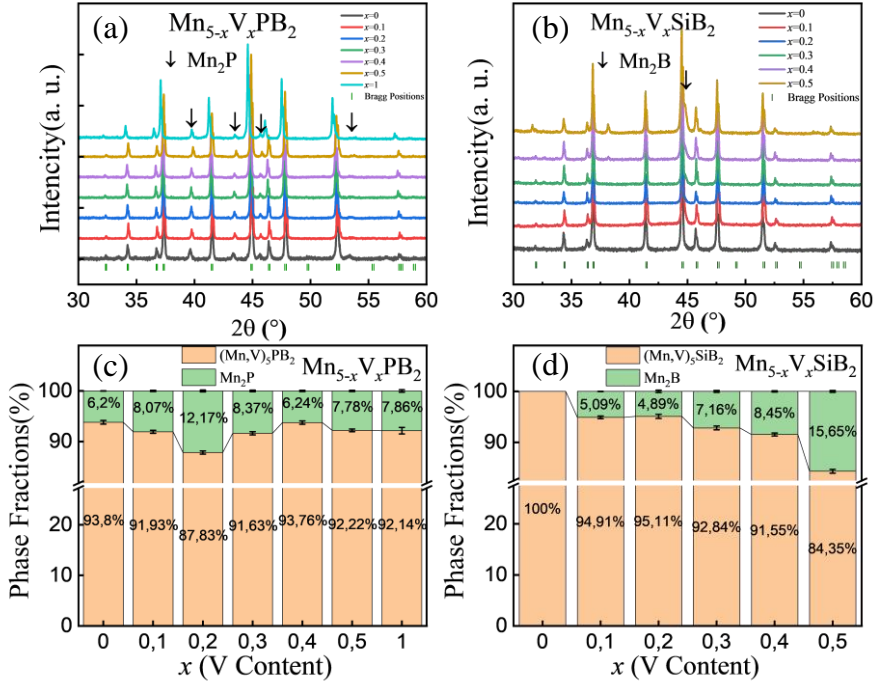 (a) Mn5-xVxPB2
Intencity(a. u.)
↓ Mn2P
x=0
x=0.1
x=0.2
x=0.3
x=0.4
x=0.5
x=1
Bragg Positions
30 35 40 45 50 55 60
2θ (°)
(b) Mn5-xVxSiB2
Intencity(a. u.)
↓ Mn2B
x=0
x=0.1
x=0.2
x=0.3
x=0.4
x=0.5
Bragg Positions
30 35 40 45 50 55 60
2θ (°)
(c) (Mn,V)5PB2 Mn5-xVxPB2
Mn2P
Phase Fractions(%)
100
90
20
10
0
6,2% 8,07% 12,17% 8,37% 6,24% 7,78% 7,86%
93,8% 91,93% 87,83% 91,63% 93,76% 92,22% 92,14%
0 0,1 0,2 0,3 0,4 0,5 1
x (V Content)
(d) (Mn,V)5SiB2 Mn5-xVxSiB2
Mn2B
Phase Fractions(%)
100
90
20
10
0
5,09% 4,89% 7,16% 8,45% 15,65%
100% 94,91% 95,11% 92,84% 91,55% 84,35%
0 0,1 0,2 0,3 0,4 0,5
x (V Content)